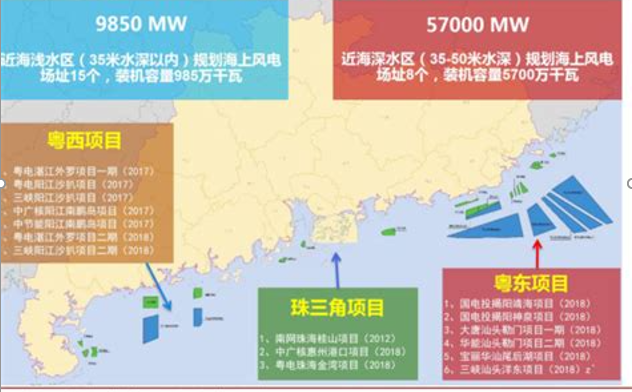 9850 MW
近海浅水区（35米水深以内）规划海上风电
场址15个，装机容量985万千瓦
57000 MW
近海深水区（35-50米水深）规划海上风电
场址8个，装机容量5700万千瓦
粤西项目
、粤电湛江外罗项目一期（2017）
、粤电阳江沙扒项目（2017）
、三峡阳江沙扒项目（2017）
、中广核阳江南鹏岛项目（2017）
、中节能阳江南鹏岛项目（2017）
、粤电湛江外罗项目二期（2018）
、三峡阳江沙扒项目二期（2018）
珠三角项目
1、南网珠海桂山项目（2012）
2、中广核惠州港口项目（2018）
3、粤电珠海金湾项目（2018）
粤东项目
1、国电投揭阳靖海项目（2018）
2、国电投揭阳神泉项目（2018）
3、大唐汕头勒门项目一期（2018）
4、华能汕头勒门项目二期（2018）
5、宝丽华汕尾后湖项目（2018）
6、三峡汕头洋东项目（2018）z`